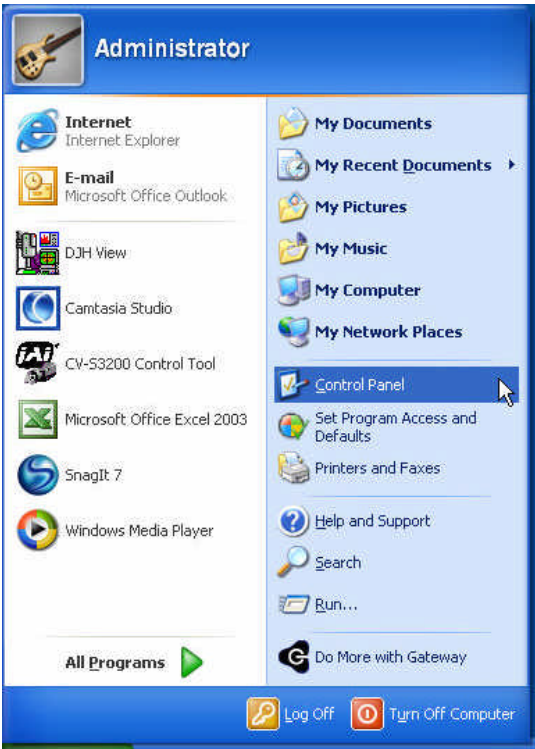 Administrator
Internet
Internet Explorer
E-mail
Microsoft Office Outlook
DJH View
Camtasia Studio
jAi
CV-S3200 Control Tool
Microsoft Office Excel 2003
SnagIt 7
Windows Media Player
All Programs
My Documents
My Recent Documents
My Pictures
My Music
My Computer
My Network Places
Control Panel
Set Program Access and
Defaults
Printers and Faxes
Help and Support
Search
Run...
Do More with Gateway
Log Off
Turn Off Computer